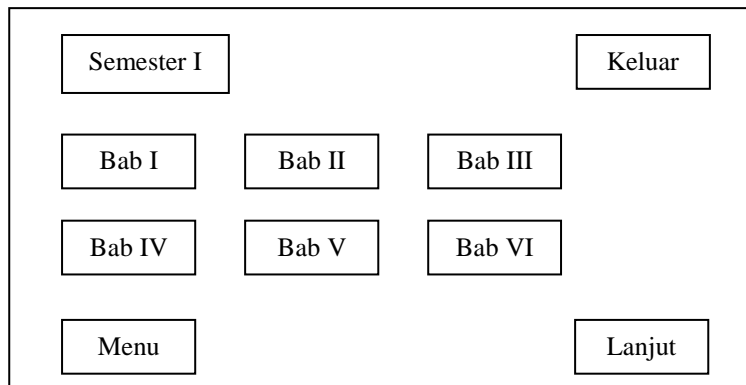 Semester I Keluar
Bab I Bab II Bab III
Bab IV Bab V Bab VI
Menu Lanjut